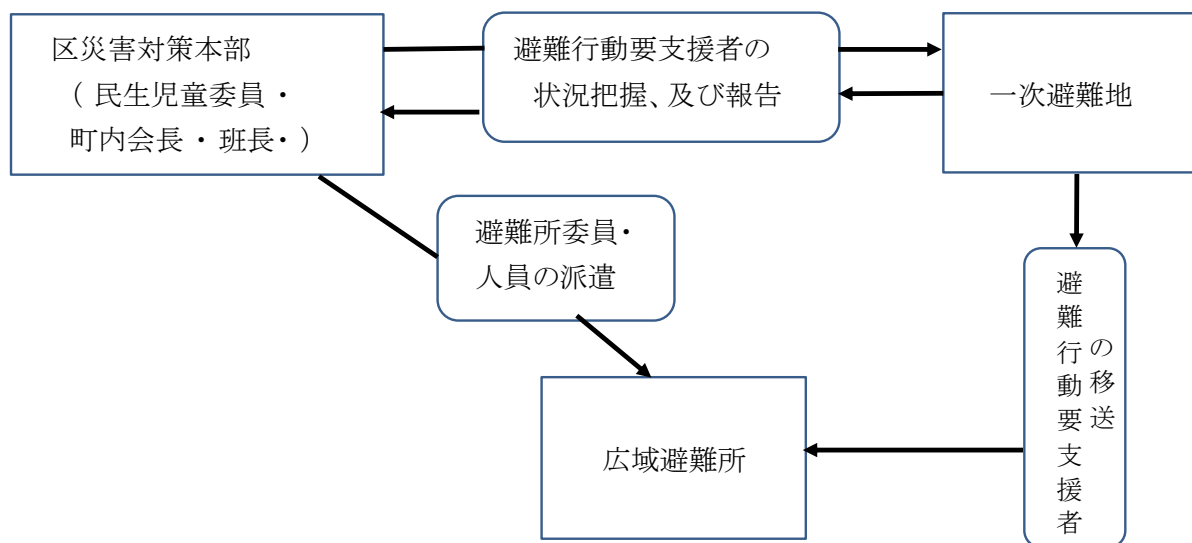 区災害対策本部
（ 民生児童委員・
町内会長 ・ 班長・ ）
避難行動要支援者の
状況把握、及び報告
一次避難地
避難所委員・
人員の派遣
避難行動要支援者
の移送
広域避難所